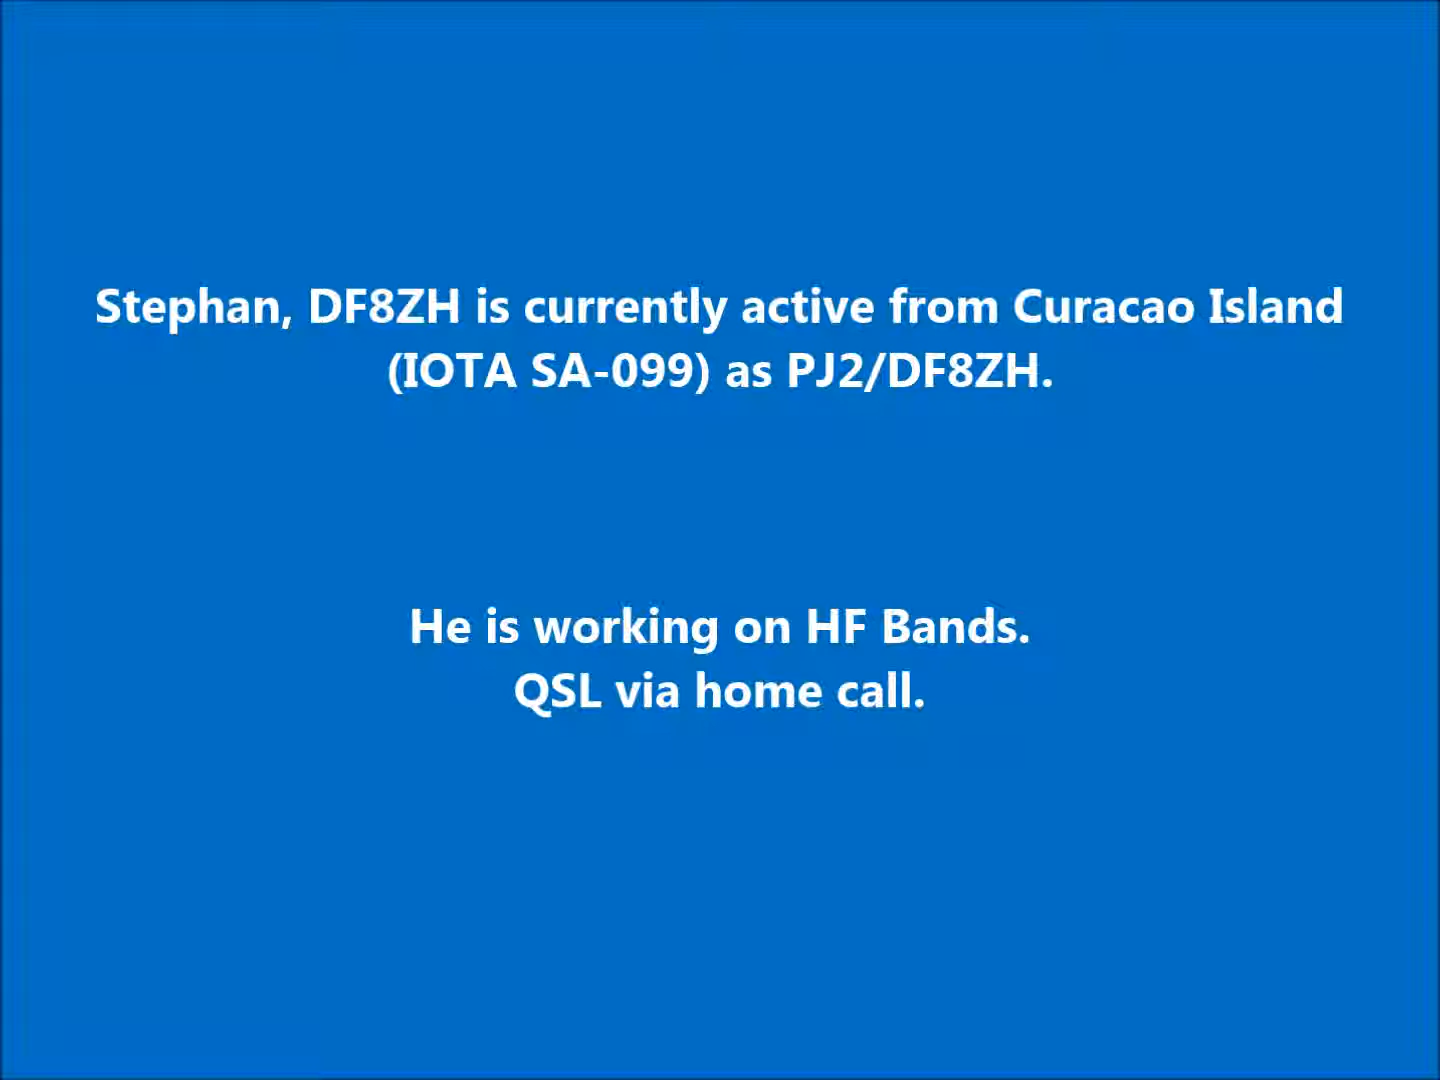 Stephan, DF8ZH is currently active from Curacao Island
(IOTA SA-099) as PJ2/DF8ZH.
He is working on HF Bands.
QSL via home call.